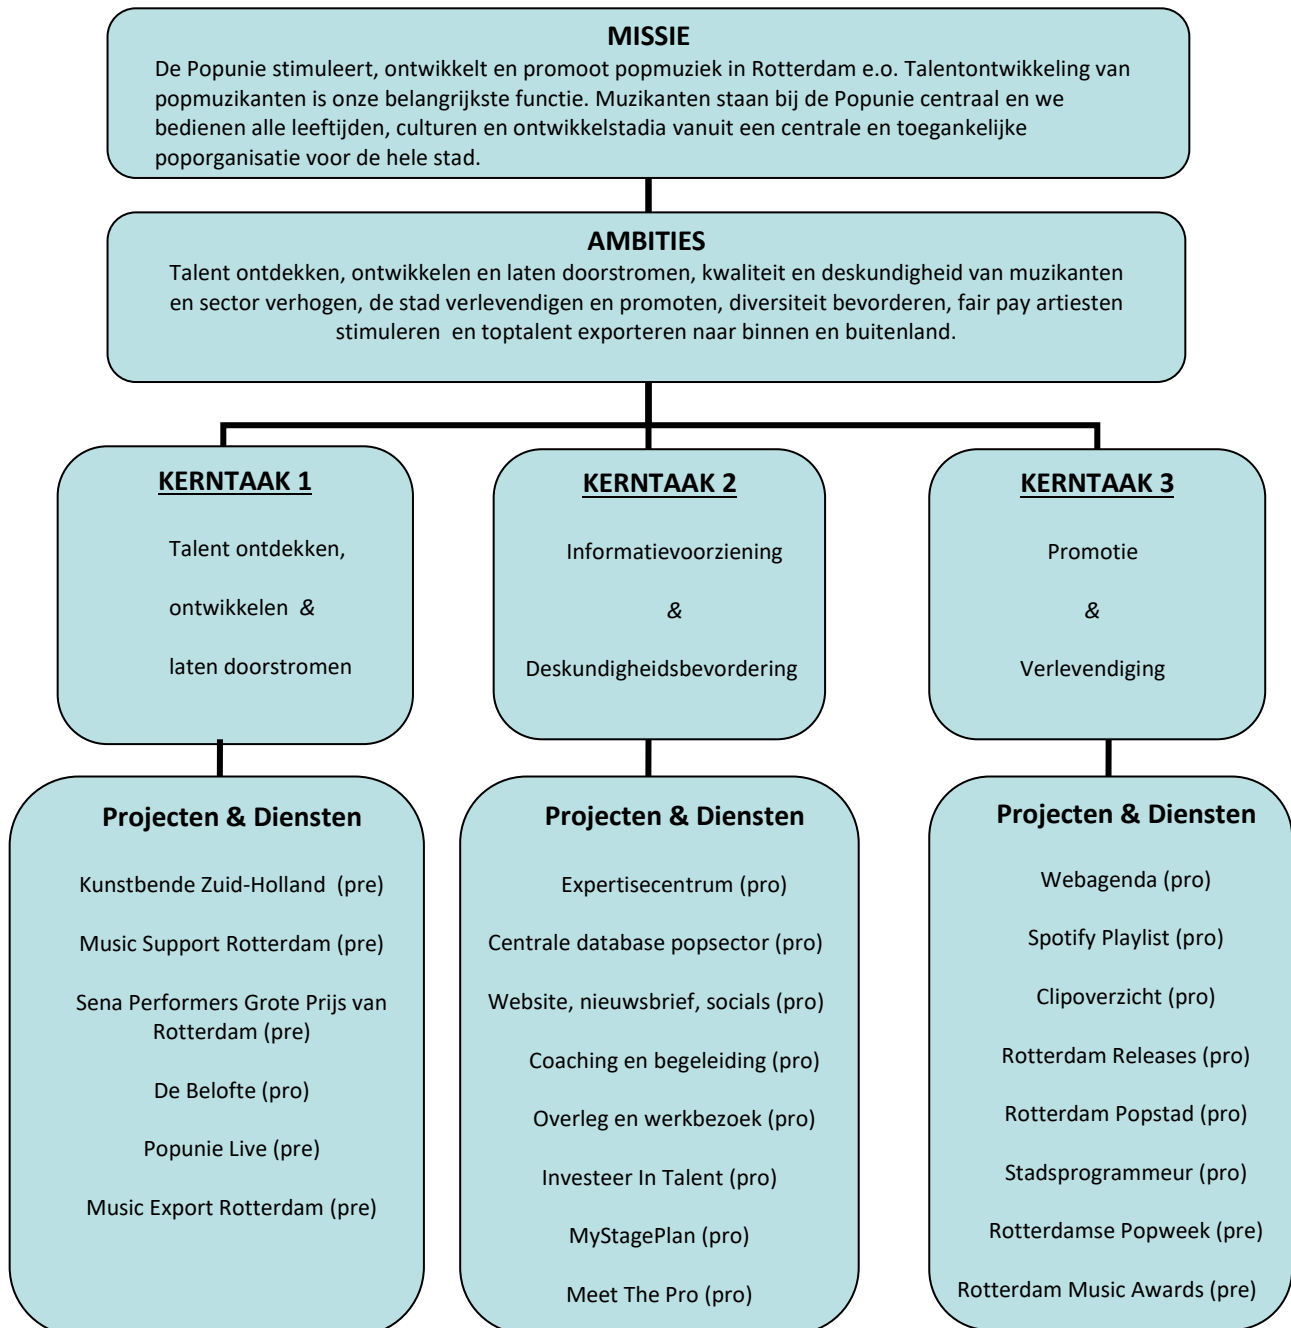 MISSIE
De Popunie stimuleert, ontwikkelt en promoot popmuziek in Rotterdam e.o. Talentontwikkeling van
popmuzikanten is onze belangrijkste functie. Muzikanten staan bij de Popunie centraal en we
bedienen alle leeftijden, culturen en ontwikkelstadia vanuit een centrale en toegankelijke
poporganisatie voor de hele stad.
AMBITIES
Talent ontdekken, ontwikkelen en laten doorstromen, kwaliteit en deskundigheid van muzikanten
en sector verhogen, de stad verlevendigen en promoten, diversiteit bevorderen, fair pay artiesten
stimuleren en toptalent exporteren naar binnen en buitenland.
KERNTAAK 1
Talent ontdekken,
ontwikkelen &
laten doorstromen
KERNTAAK 2
Informatievoorziening
&
Deskundigheidsbevordering
KERNTAAK 3
Promotie
&
Verlevendiging
Projecten & Diensten
Kunstbende Zuid-Holland (pre)
Music Support Rotterdam (pre)
Sena Performers Grote Prijs van
Rotterdam (pre)
De Belofte (pro)
Popunie Live (pre)
Music Export Rotterdam (pre)
Projecten & Diensten
Expertisecentrum (pro)
Centrale database popsector (pro)
Website, nieuwsbrief, socials (pro)
Coaching en begeleiding (pro)
Overleg en werkbezoek (pro)
Investeer In Talent (pro)
MyStagePlan (pro)
Meet The Pro (pro)
Projecten & Diensten
Webagenda (pro)
Spotify Playlist (pro)
Clipoverzicht (pro)
Rotterdam Releases (pro)
Rotterdam Popstad (pro)
Stadsprogrammeur (pro)
Rotterdamse Popweek (pre)
Rotterdam Music Awards (pre)